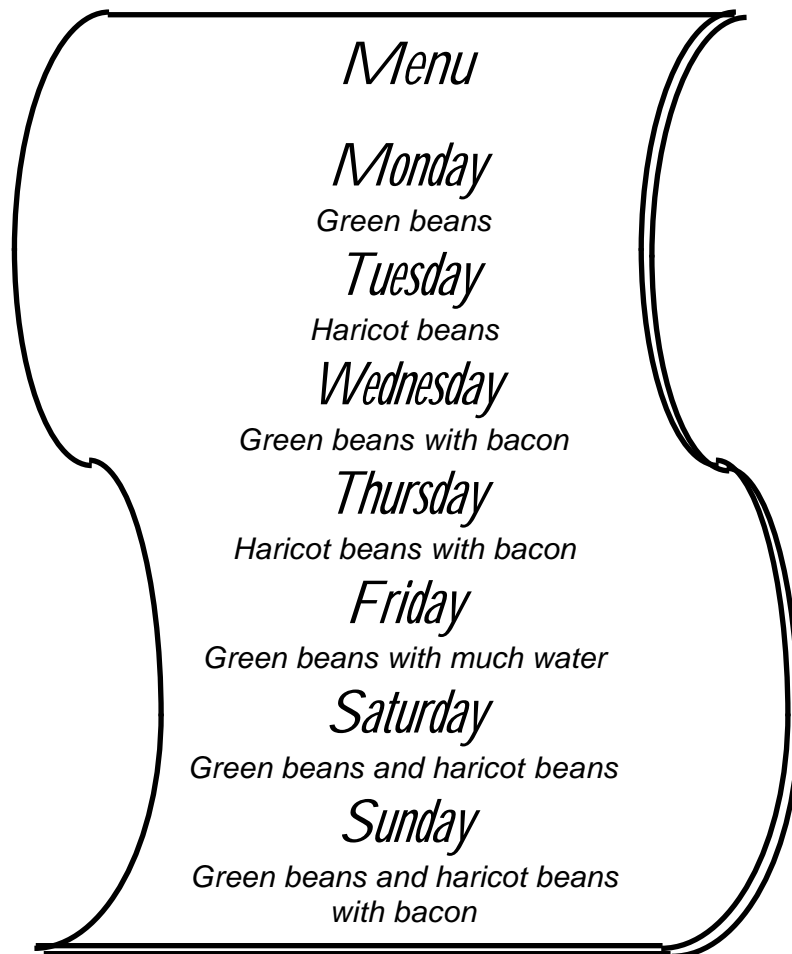 Menu
Monday
Green beans
Tuesday
Haricot beans
Wednesday
Green beans with bacon
Thursday
Haricot beans with bacon
Friday
Green beans with much water
Saturday
Green beans and haricot beans
Sunday
Green beans and haricot beans
with bacon